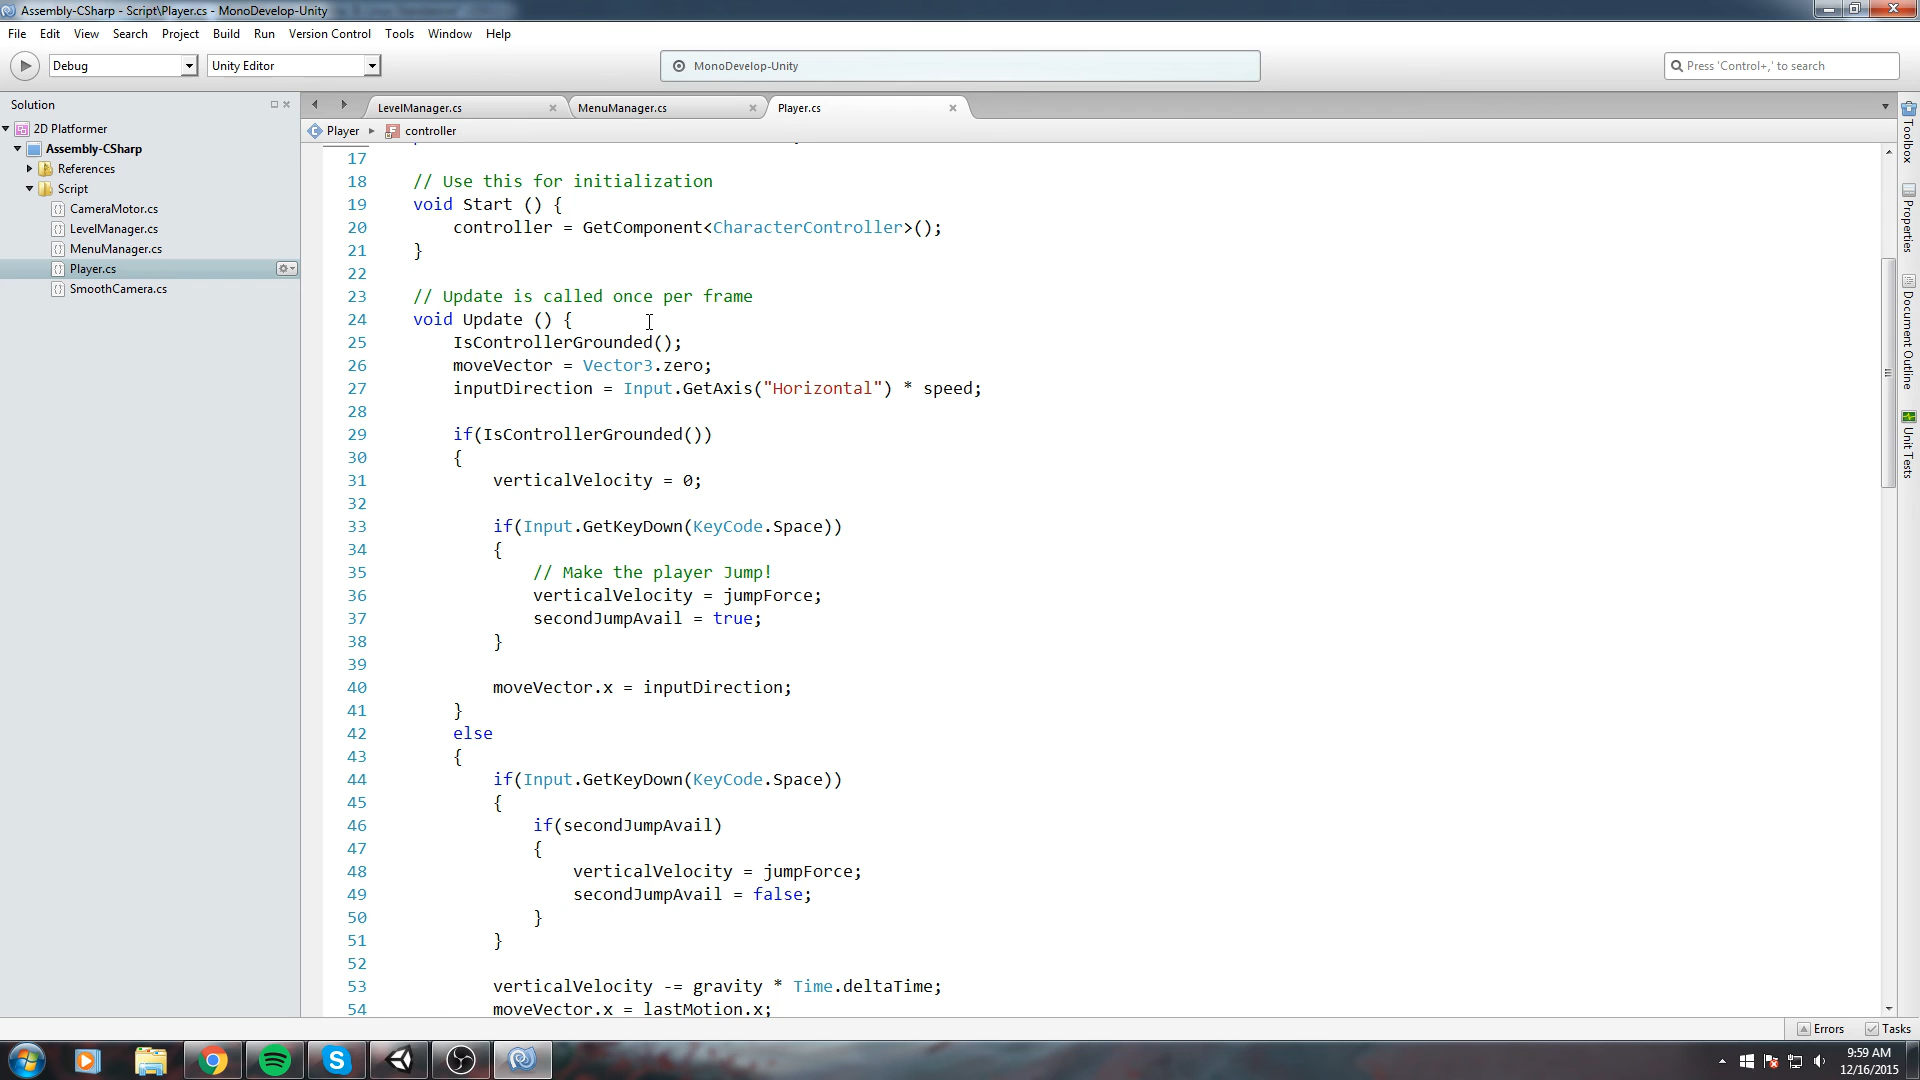 Assembly-CSharp - Script\Player.cs - MonoDevelop-Unity
File Edit View Search Project Build Run Version Control Tools Window Help
Debug
Unity Editor
MonoDevelop-Unity
Press 'Control+,' to search
Solution
2D Platformer
Assembly-CSharp
References
Script
CameraMotor.cs
LevelManager.cs
MenuManager.cs
Player.cs
SmoothCamera.cs
LevelManager.cs
MenuManager.cs
Player.cs
Player
controller
17
18 // Use this for initialization
19 void Start () {
20 controller = GetComponent<CharacterController>();
21 }
22
23 // Update is called once per frame
24 void Update () {
25 IsControllerGrounded();
26 moveVector = Vector3.zero;
27 inputDirection = Input.GetAxis("Horizontal") * speed;
28
29 if(IsControllerGrounded())
30 {
31 verticalVelocity = 0;
32
33 if(Input.GetKeyDown(KeyCode.Space))
34 {
35 // Make the player Jump!
36 verticalVelocity = jumpForce;
37 secondJumpAvail = true;
38 }
39
40 moveVector.x = inputDirection;
41 }
42 else
43 {
44 if(Input.GetKeyDown(KeyCode.Space))
45 {
46 if(secondJumpAvail)
47 {
48 verticalVelocity = jumpForce;
49 secondJumpAvail = false;
50 }
51 }
52
53 verticalVelocity -= gravity * Time.deltaTime;
54 moveVector.x = lastMotion.x;
Toolbox
Properties
Document Outline
Unit Tests
Errors
Tasks
9:59 AM
12/16/2015